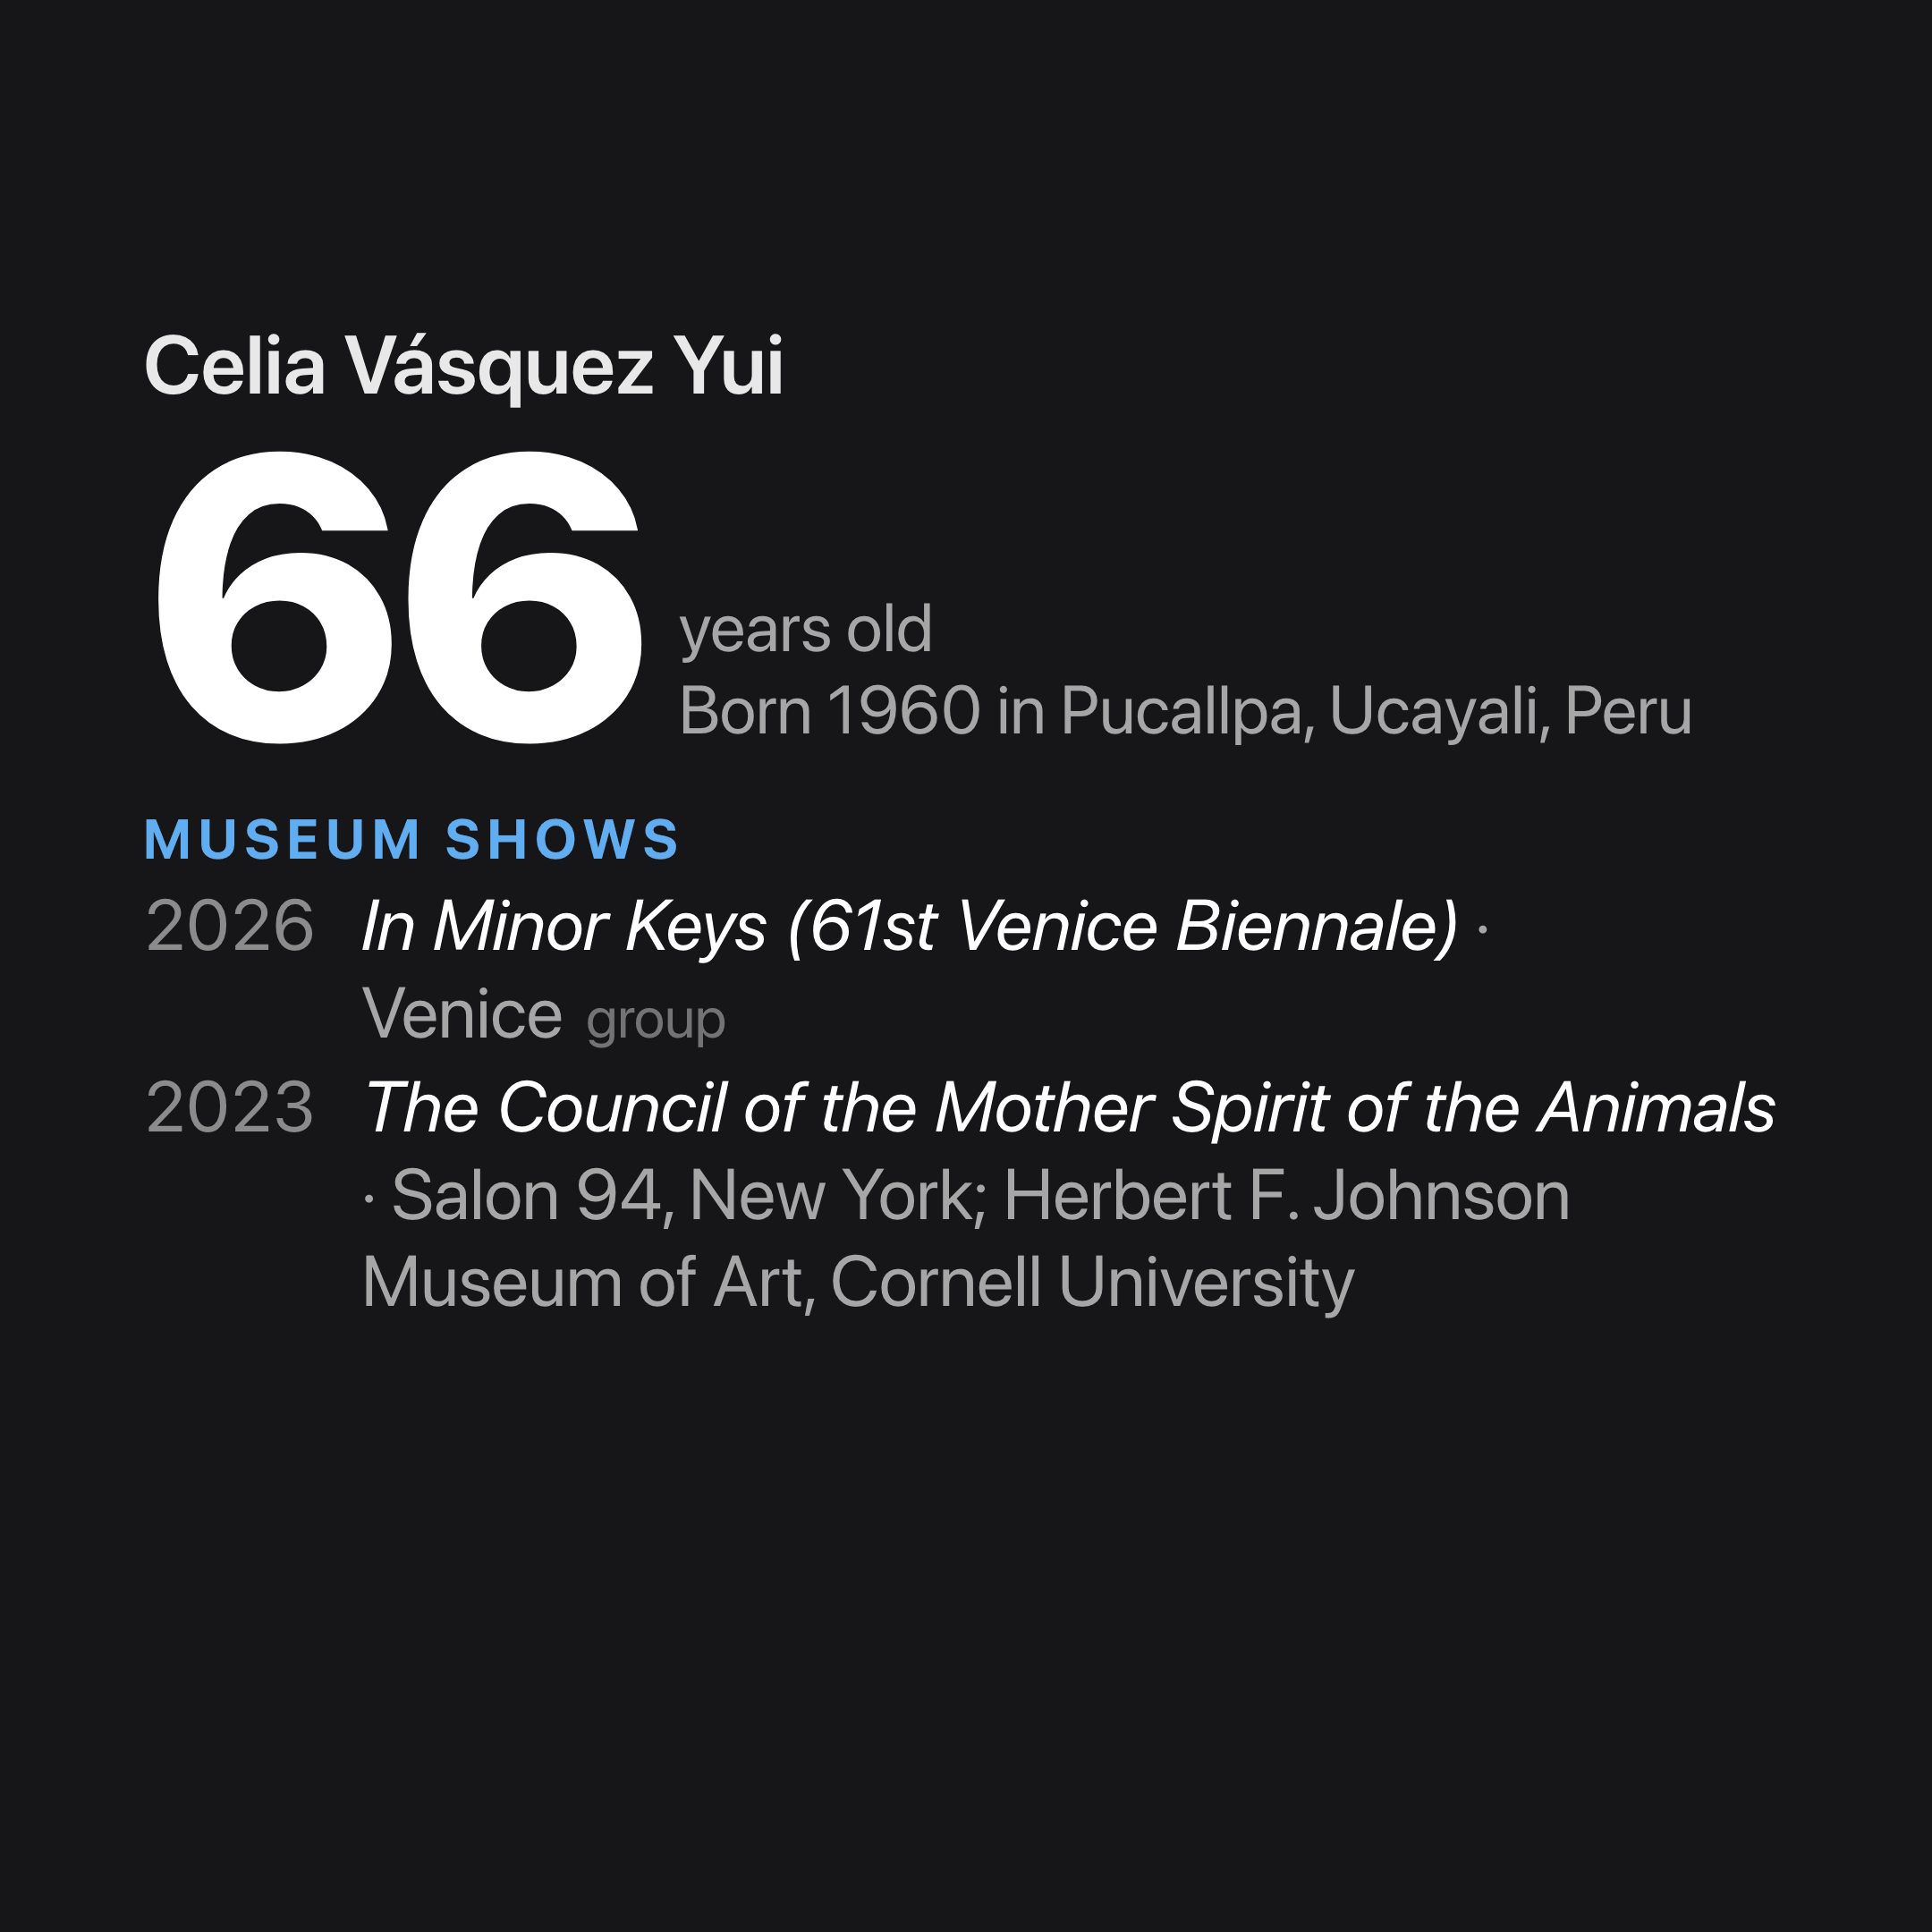 Celia Vásquez Yui
66
years old
Born 1960 in Pucallpa, Ucayali, Peru
MUSEUM SHOWS
2026 In Minor Keys (61st Venice Biennale) ·
Venice group
2023 The Council of the Mother Spirit of the Animals
· Salon 94, New York; Herbert F. Johnson
Museum of Art, Cornell University